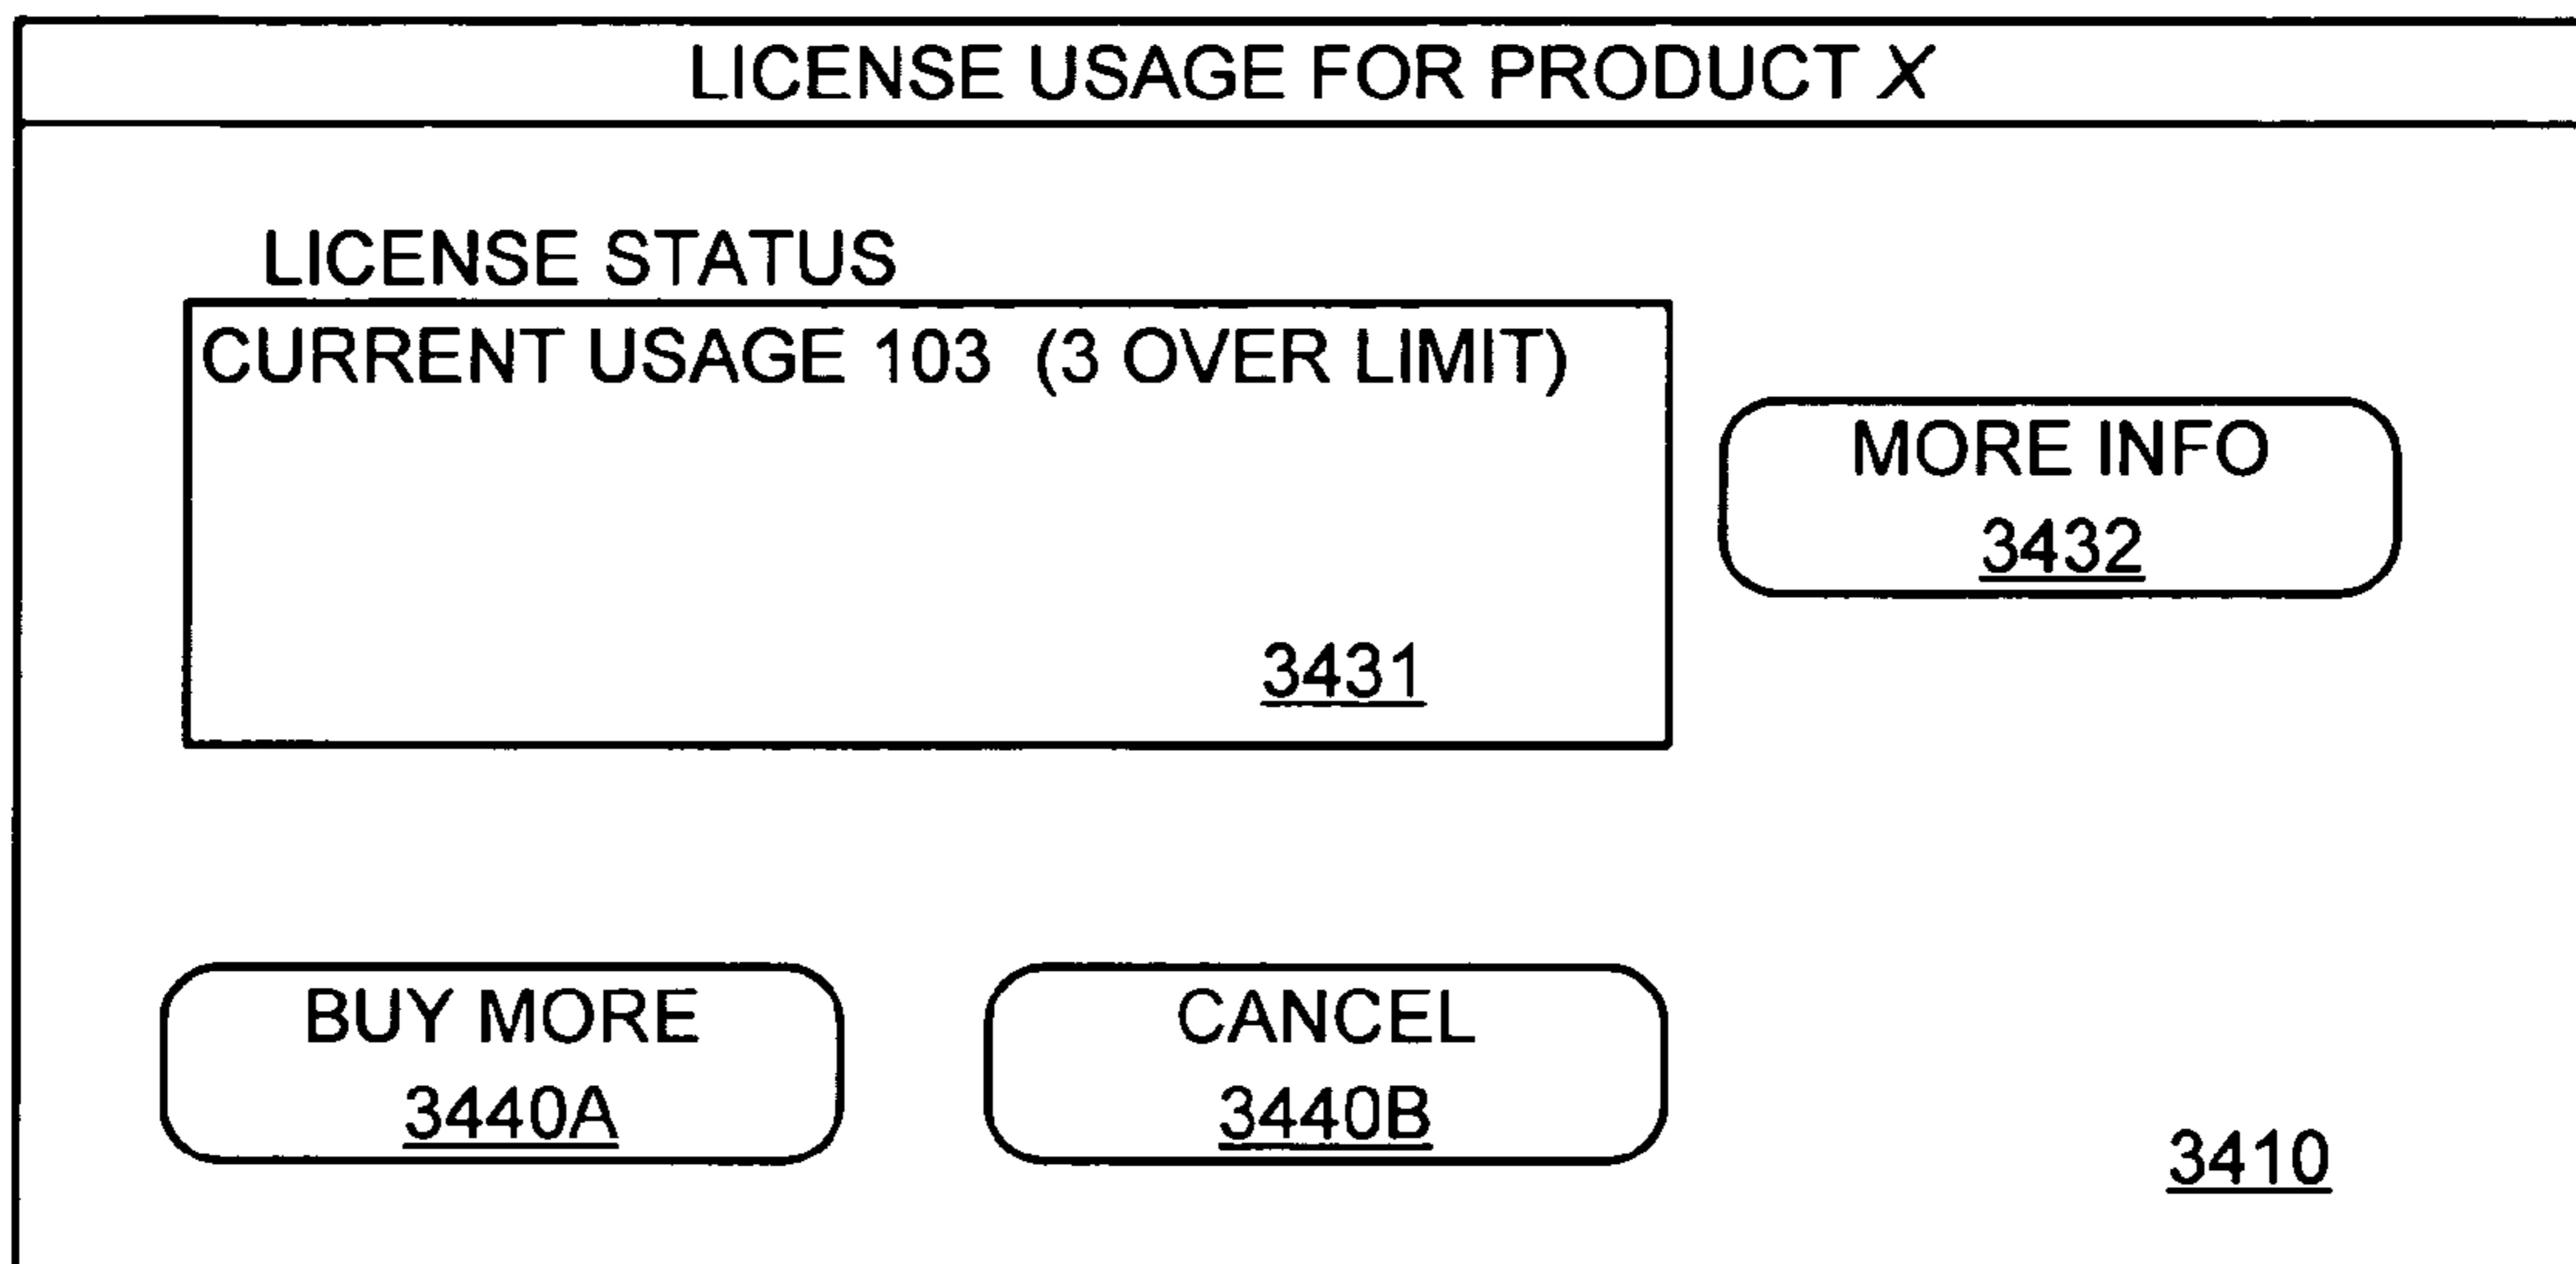 LICENSE USAGE FOR PRODUCT X
LICENSE STATUS
CURRENT USAGE 103 (3 OVER LIMIT)
3431
MORE INFO
3432
BUY MORE
3440A
CANCEL
3440B
3410